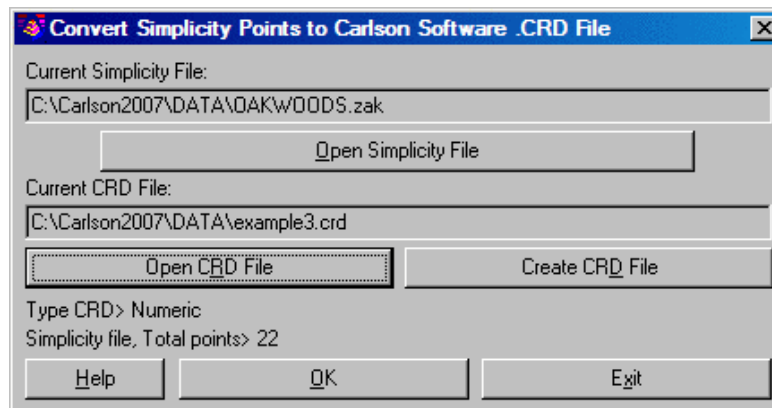 Convert Simplicity Points to Carlson Software .CRD File
Current Simplicity File:
C:\Carlson2007\DATA\OAKWOODS.zak
Open Simplicity File
Current CRD File:
C:\Carlson2007\DATA\example3.crd
Open CRD File Create CRD File
Type CRD> Numeric
Simplicity file, Total points> 22
Help OK Exit